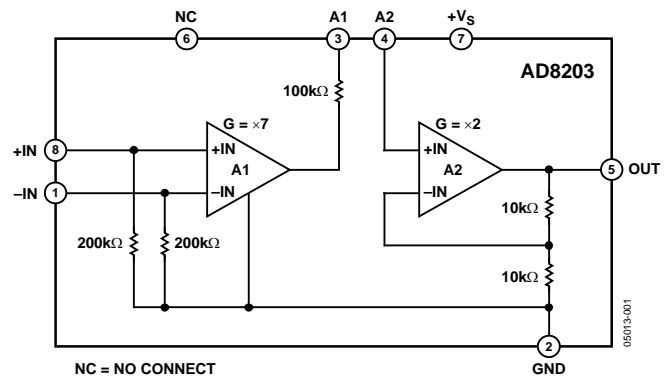 NC
A1
A2
+VS
6
3
4
7
AD8203
100kΩ
G = ×7
G = ×2
+IN
8
+IN
+IN
A1
A2
−IN
1
−IN
−IN
5
OUT
10kΩ
200kΩ
200kΩ
10kΩ
05013-001
2
NC = NO CONNECT
GND